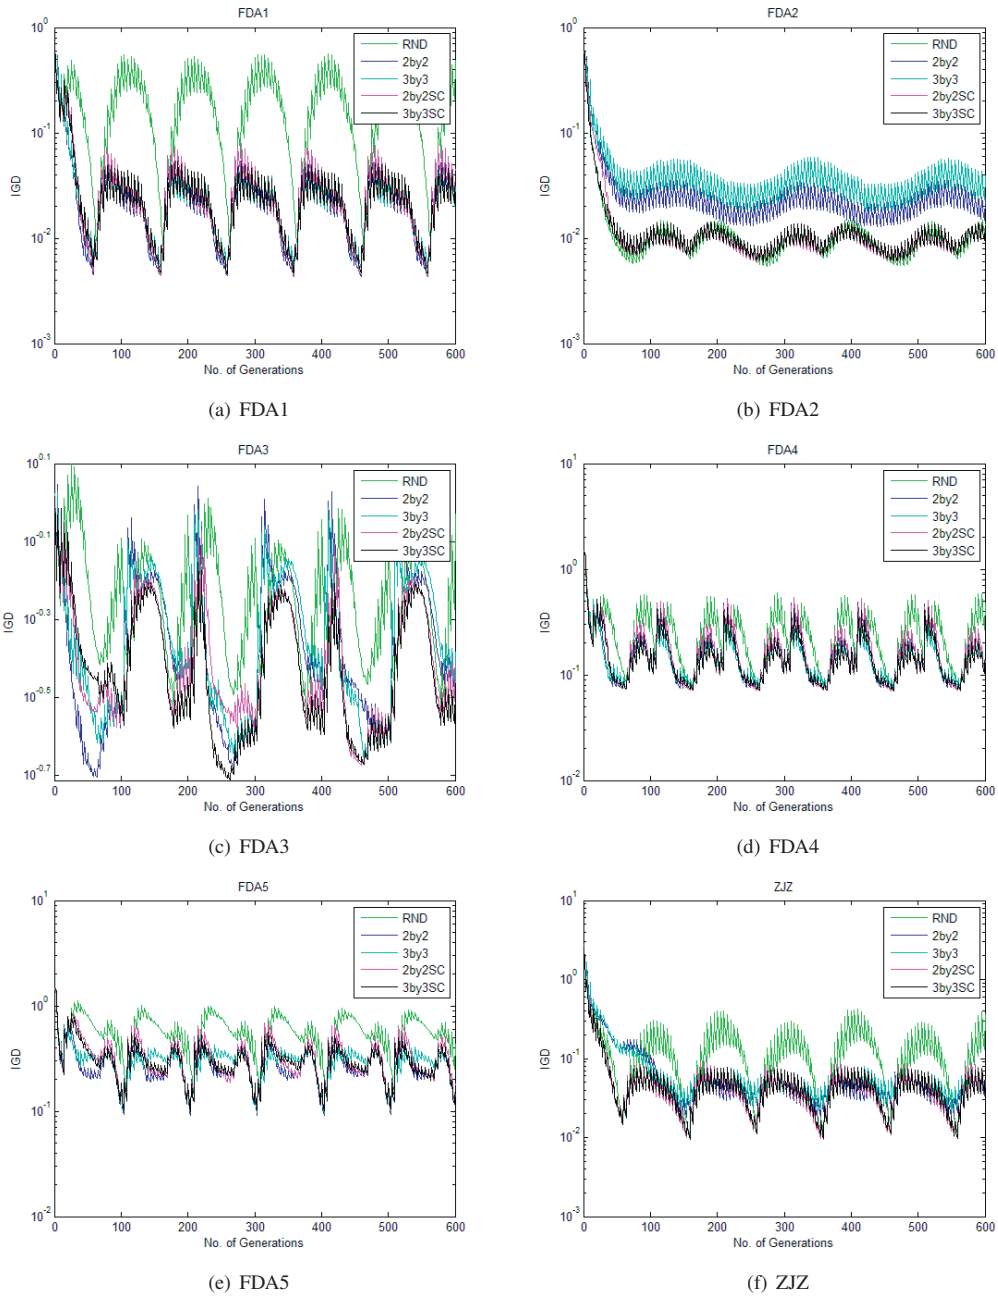 FDA1
FDA2
10^0
10^-1
10^-2
10^-3
IGD
0 100 200 300 400 500 600
No. of Generations
RND
2by2
3by3
2by2SC
3by3SC
10^0
10^-1
10^-2
10^-3
IGD
0 100 200 300 400 500 600
No. of Generations
RND
2by2
3by3
2by2SC
3by3SC
(a) FDA1
(b) FDA2
FDA3
FDA4
10^0.1
10^-0.1
10^-0.3
10^-0.5
10^-0.7
IGD
0 100 200 300 400 500 600
No. of Generations
RND
2by2
3by3
2by2SC
3by3SC
10^1
10^0
10^-1
10^-2
IGD
0 100 200 300 400 500 600
No. of Generations
RND
2by2
3by3
2by2SC
3by3SC
(c) FDA3
(d) FDA4
FDA5
ZJZ
10^1
10^0
10^-1
10^-2
IGD
0 100 200 300 400 500 600
No. of Generations
RND
2by2
3by3
2by2SC
3by3SC
10^1
10^0
10^-1
10^-2
10^-3
IGD
0 100 200 300 400 500 600
No. of Generations
RND
2by2
3by3
2by2SC
3by3SC
(e) FDA5
(f) ZJZ